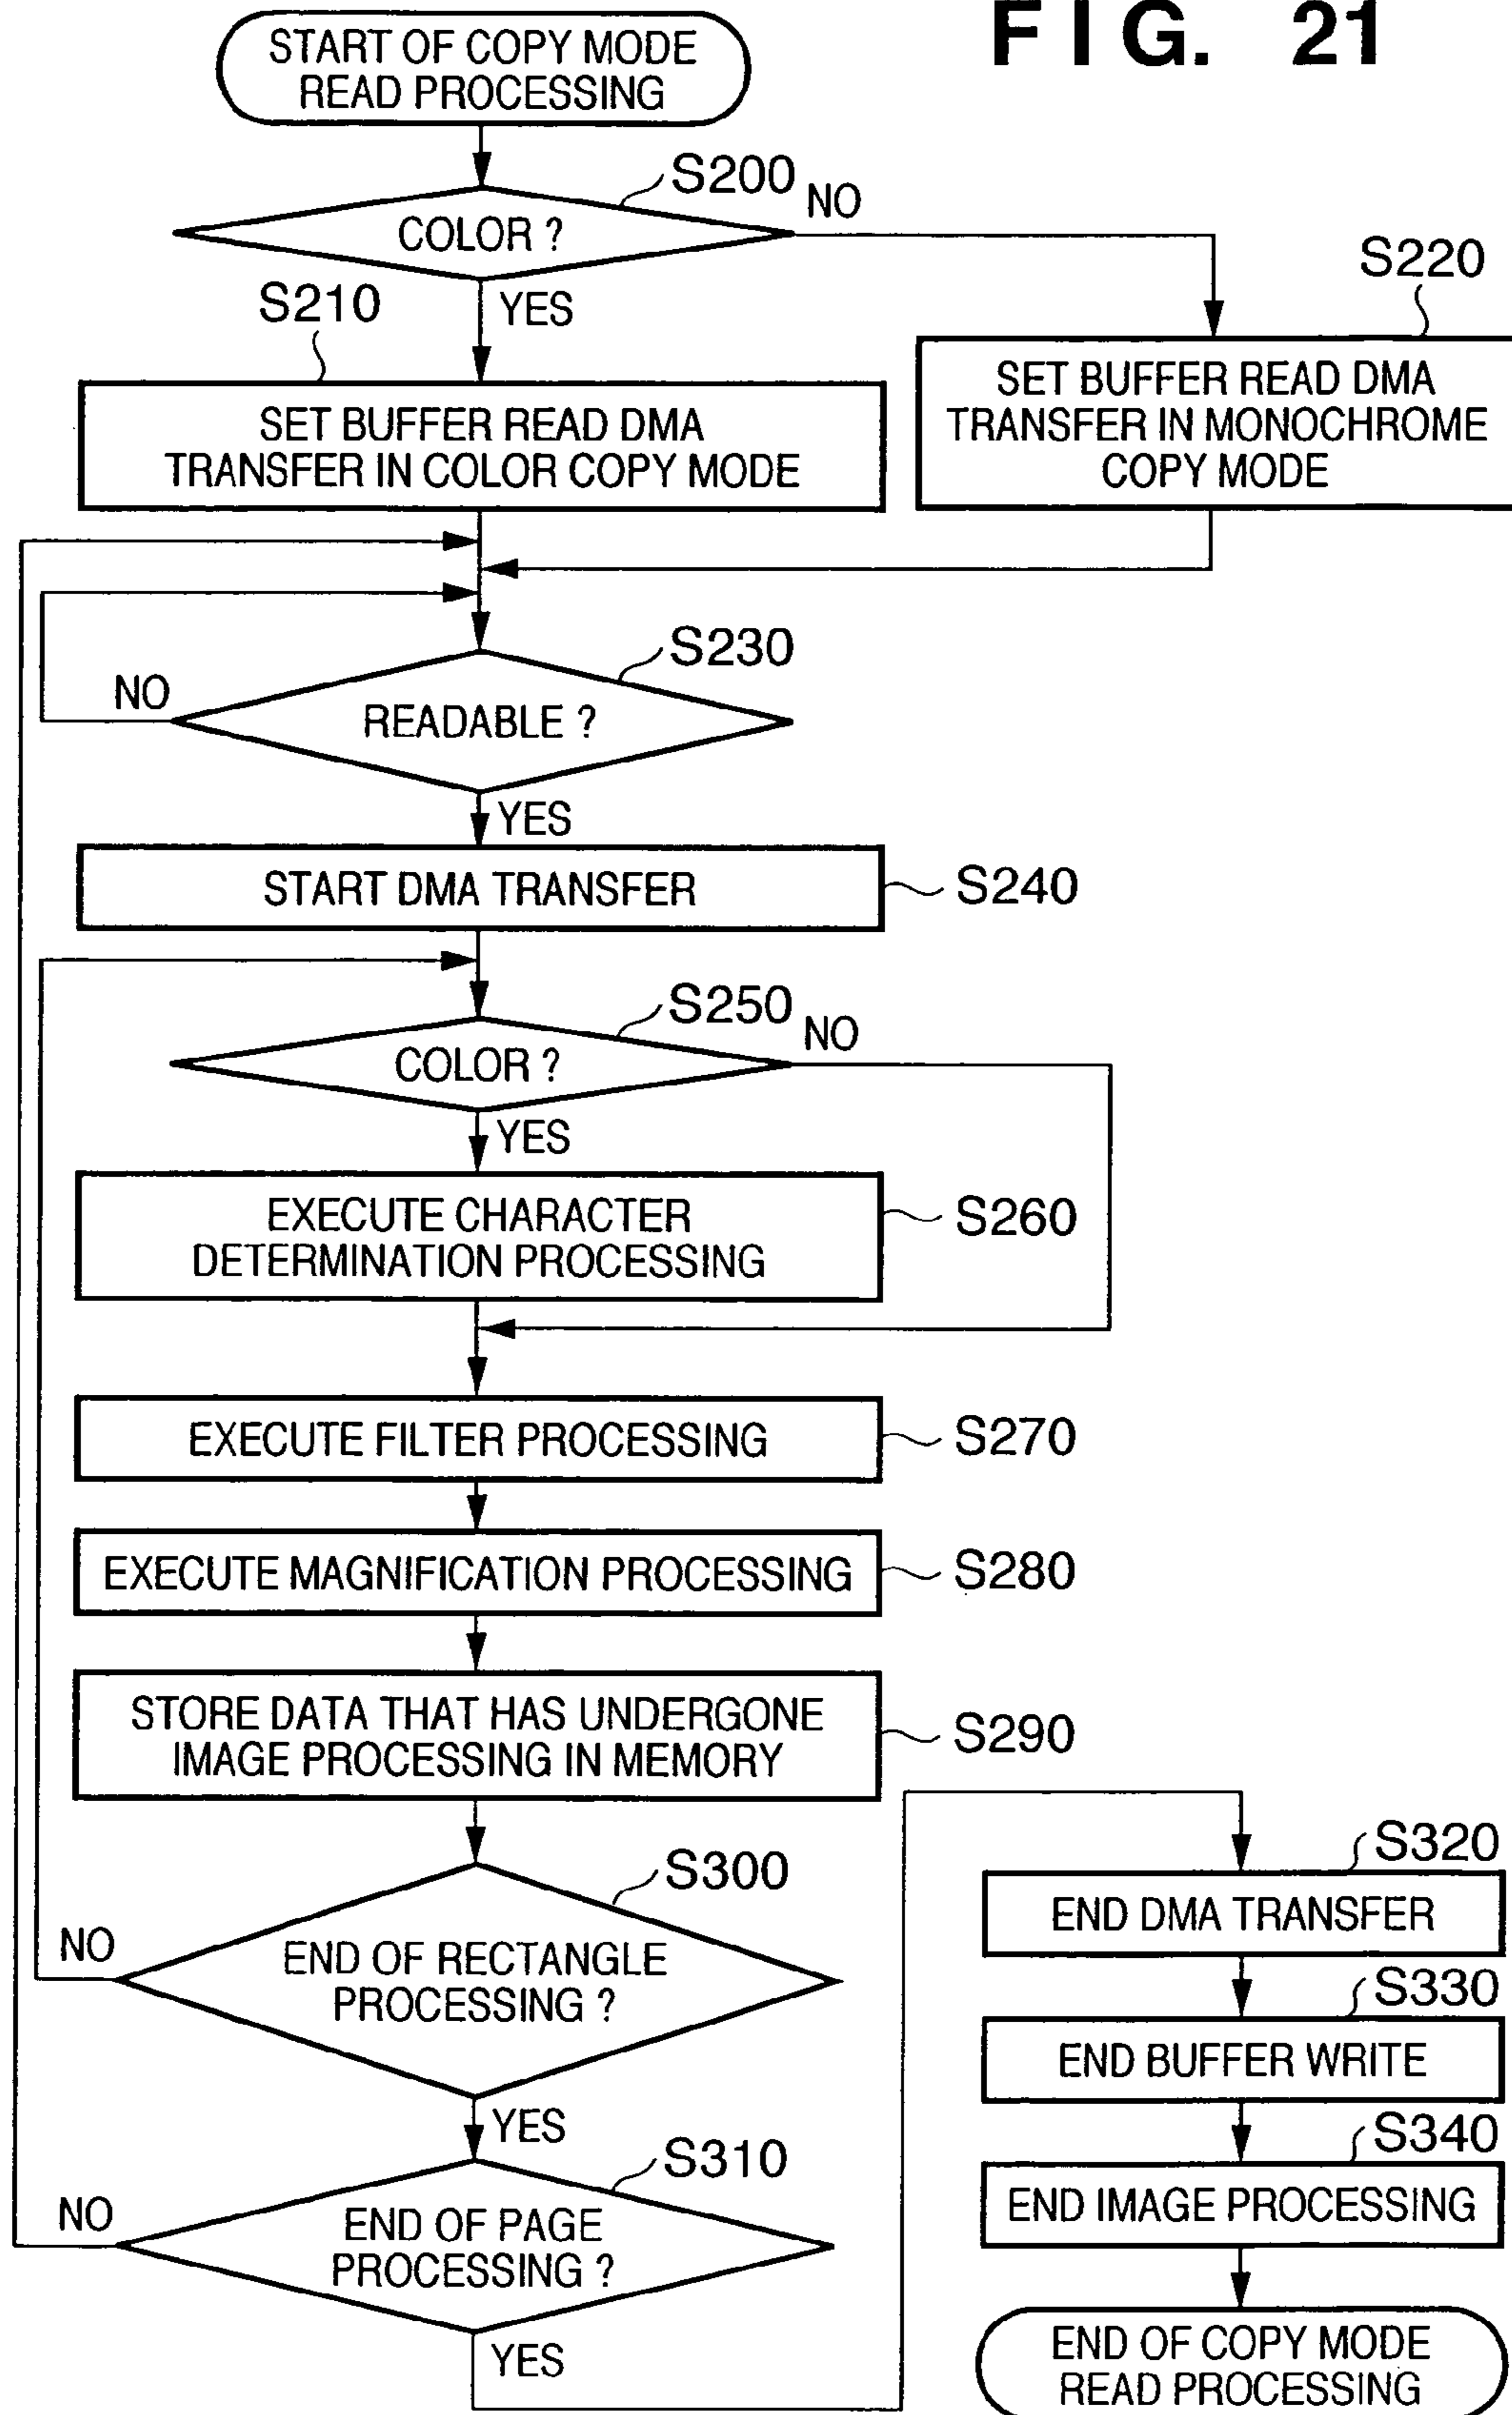 FIG. 21
START OF COPY MODE
READ PROCESSING
S200
COLOR ?
NO
YES
S210
SET BUFFER READ DMA
TRANSFER IN COLOR COPY MODE
S220
SET BUFFER READ DMA
TRANSFER IN MONOCHROME
COPY MODE
S230
READABLE ?
NO
YES
START DMA TRANSFER
S240
S250
COLOR ?
NO
YES
EXECUTE CHARACTER
DETERMINATION PROCESSING
S260
EXECUTE FILTER PROCESSING
S270
EXECUTE MAGNIFICATION PROCESSING
S280
STORE DATA THAT HAS UNDERGONE
IMAGE PROCESSING IN MEMORY
S290
S300
END OF RECTANGLE
PROCESSING ?
NO
YES
S310
END OF PAGE
PROCESSING ?
NO
YES
S320
END DMA TRANSFER
S330
END BUFFER WRITE
S340
END IMAGE PROCESSING
END OF COPY MODE
READ PROCESSING